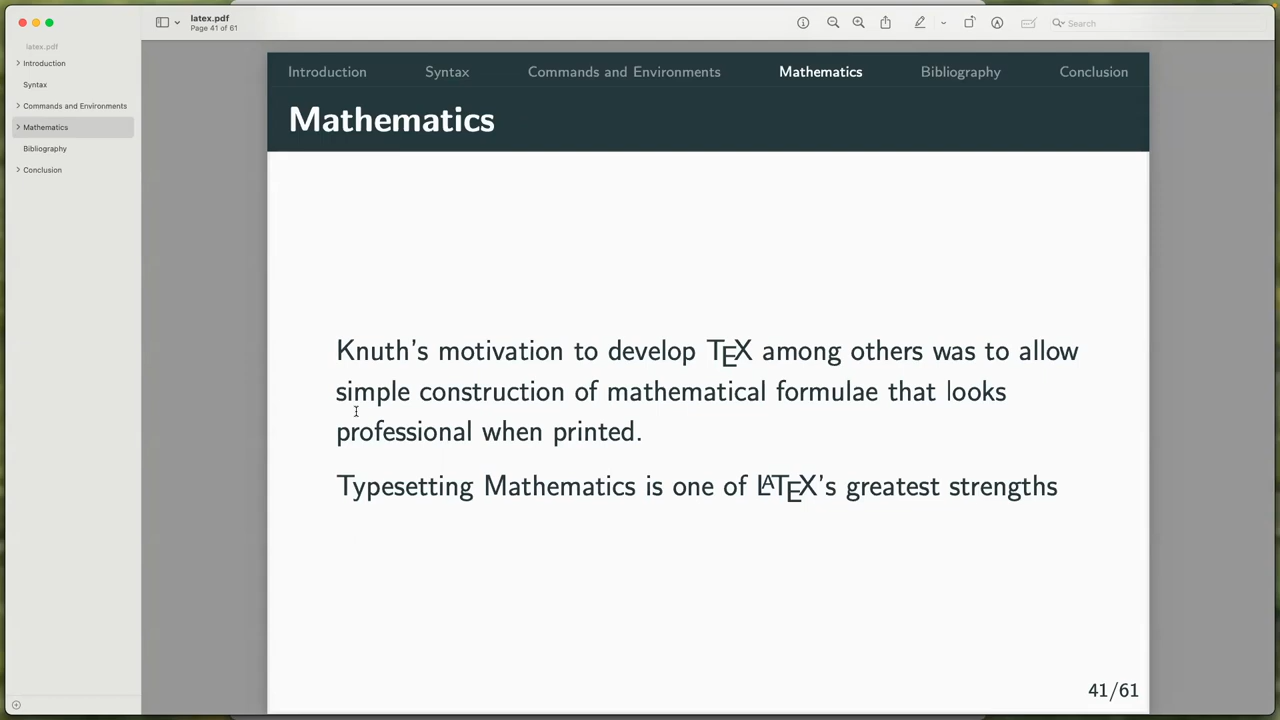 latex.pdf
Page 41 of 61
Search
latex.pdf
Introduction
Syntax
Commands and Environments
Mathematics
Bibliography
Conclusion
Introduction Syntax Commands and Environments Mathematics Bibliography Conclusion
Mathematics
Knuth's motivation to develop TEX among others was to allow
simple construction of mathematical formulae that looks
professional when printed.
Typesetting Mathematics is one of LATEX's greatest strengths
41/61